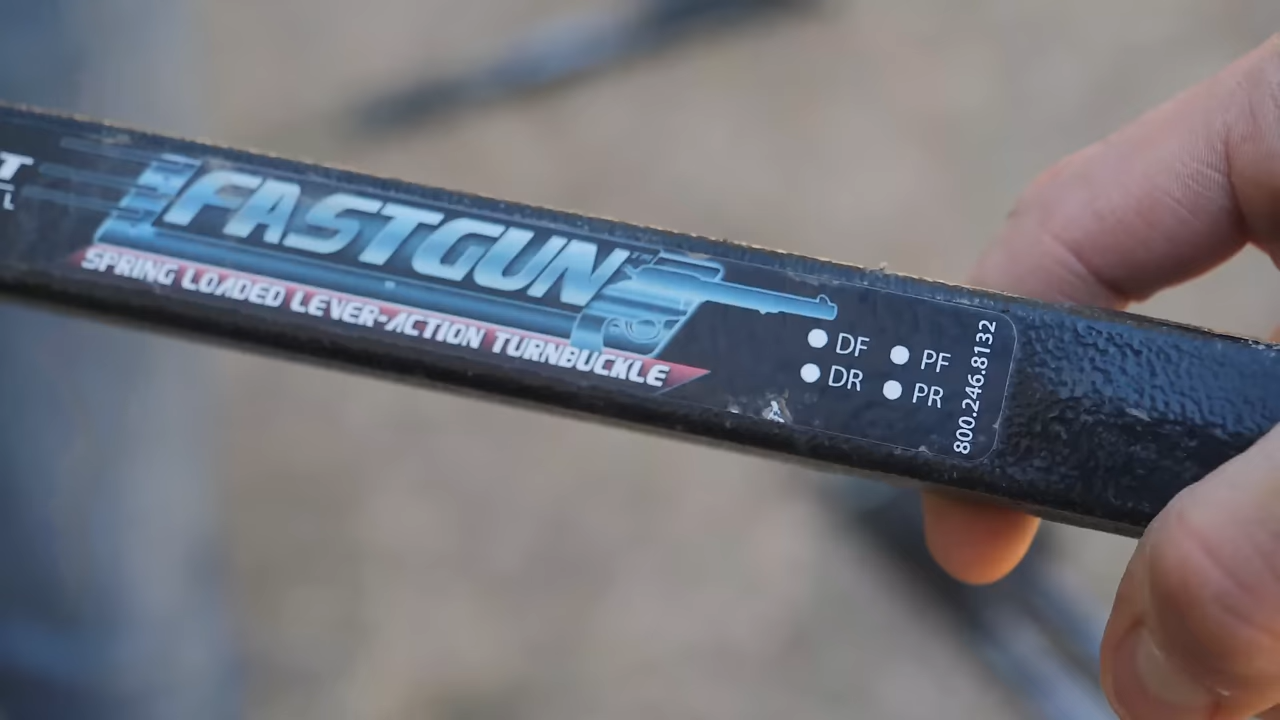 FASTGUN
SPRING LOADED LEVER-ACTION TURNBUCKLE
DF PF
DR PR
800.246.8132